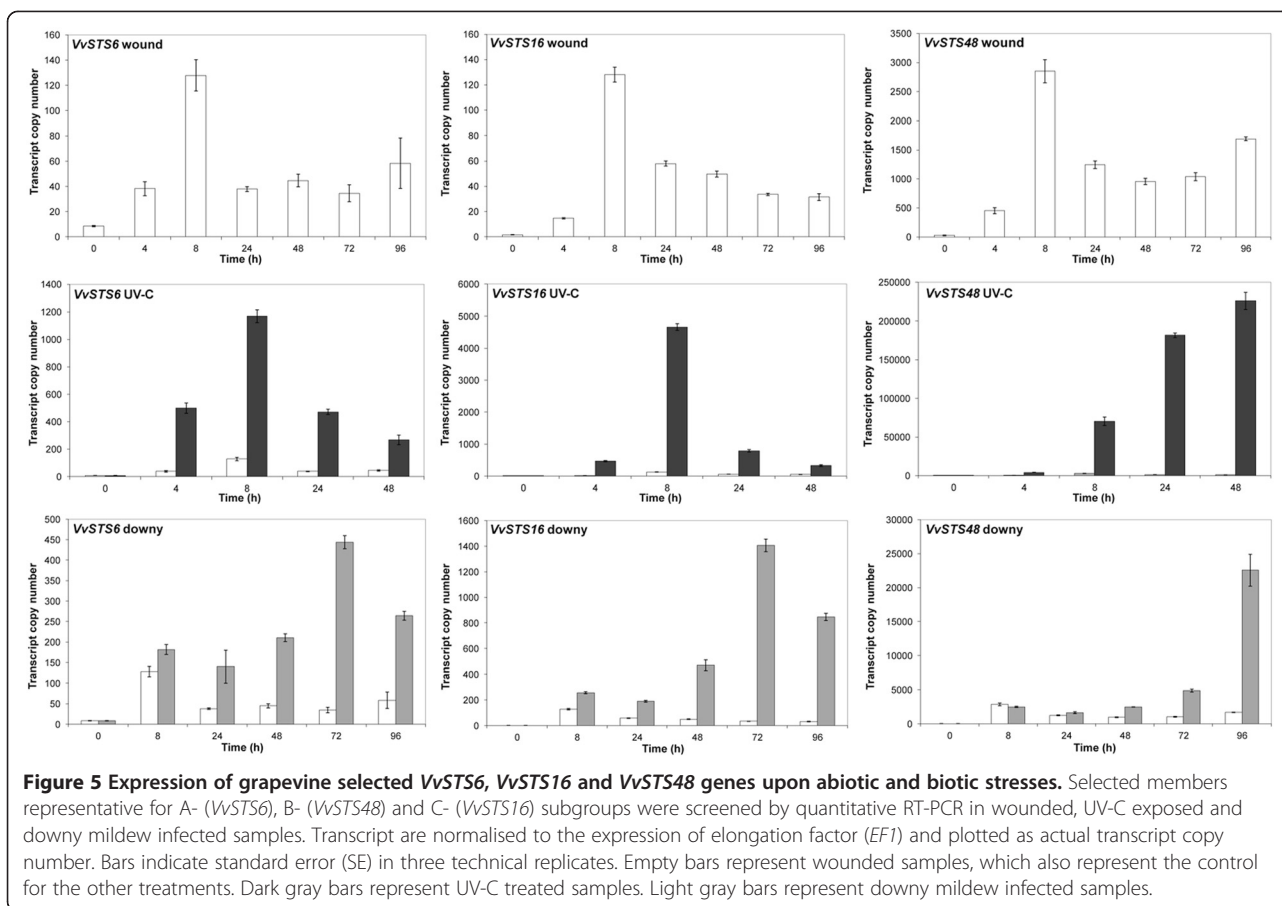 VvSTS6 wound
Transcript copy number
140
120
100
80
60
40
20
0
0 4 8 24 48 72 96
Time (h)
VvSTS16 wound
Transcript copy number
140
120
100
80
60
40
20
0
0 4 8 24 48 72 96
Time (h)
VvSTS48 wound
Transcript copy number
3500
3000
2500
2000
1500
1000
500
0
0 4 8 24 48 72 96
Time (h)
VvSTS6 UV-C
Transcript copy number
1400
1200
1000
800
600
400
200
0
0 4 8 24 48
Time (h)
VvSTS16 UV-C
Transcript copy number
6000
5000
4000
3000
2000
1000
0
0 4 8 24 48
Time (h)
VvSTS48 UV-C
Transcript copy number
250000
200000
150000
100000
50000
0
0 4 8 24 48
Time (h)
VvSTS6 downy
Transcript copy number
500
450
400
350
300
250
200
150
100
50
0
0 8 24 48 72 96
Time (h)
VvSTS16 downy
Transcript copy number
1600
1400
1200
1000
800
600
400
200
0
0 8 24 48 72 96
Time (h)
VvSTS48 downy
Transcript copy number
30000
25000
20000
15000
10000
5000
0
0 8 24 48 72 96
Time (h)
Figure 5 Expression of grapevine selected VvSTS6, VvSTS16 and VvSTS48 genes upon abiotic and biotic stresses. Selected members
representative for A- (VvSTS6), B- (VvSTS48) and C- (VvSTS16) subgroups were screened by quantitative RT-PCR in wounded, UV-C exposed and
downy mildew infected samples. Transcript are normalised to the expression of elongation factor (EF1) and plotted as actual transcript copy
number. Bars indicate standard error (SE) in three technical replicates. Empty bars represent wounded samples, which also represent the control
for the other treatments. Dark gray bars represent UV-C treated samples. Light gray bars represent downy mildew infected samples.